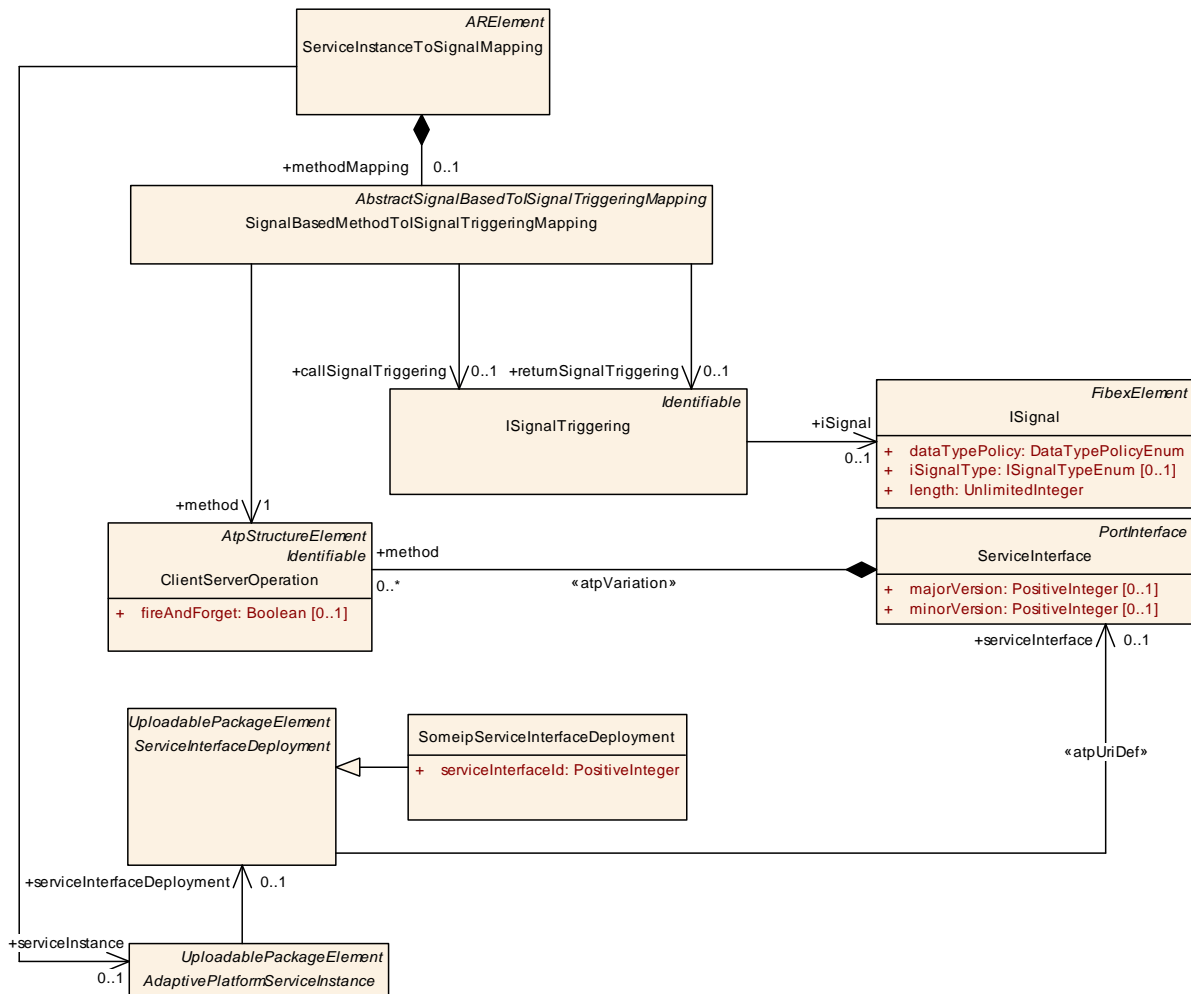 ARElement
ServiceInstanceToSignalMapping
+methodMapping
0..1
AbstractSignalBasedToISignalTriggeringMapping
SignalBasedMethodToISignalTriggeringMapping
+callSignalTriggering
0..1
+returnSignalTriggering
0..1
Identifiable
ISignalTriggering
+iSignal
0..1
FibexElement
ISignal
+ dataTypePolicy: DataTypePolicyEnum
+ iSignalType: ISignalTypeEnum [0..1]
+ length: UnlimitedInteger
+method
1
AtpStructureElement
Identifiable
ClientServerOperation
+ fireAndForget: Boolean [0..1]
+method
0..*
«atpVariation»
PortInterface
ServiceInterface
+ majorVersion: PositiveInteger [0..1]
+ minorVersion: PositiveInteger [0..1]
+serviceInterface
0..1
UploadablePackageElement
ServiceInterfaceDeployment
SomeipServiceInterfaceDeployment
+ serviceInterfaceId: PositiveInteger
«atpUriDef»
+serviceInterfaceDeployment
0..1
+serviceInstance
0..1
UploadablePackageElement
AdaptivePlatformServiceInstance